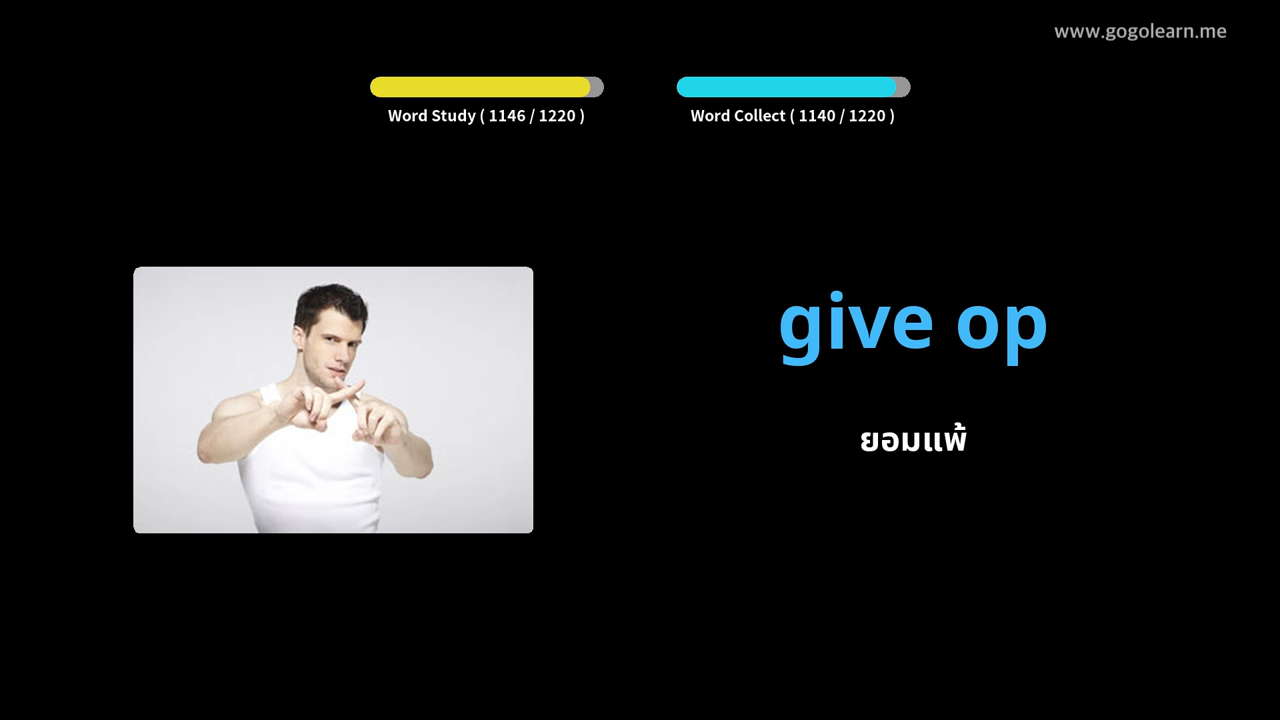 www.gogolearn.me
Word Study ( 1146 / 1220 )
Word Collect ( 1140 / 1220 )
give op
ยอมแพ้